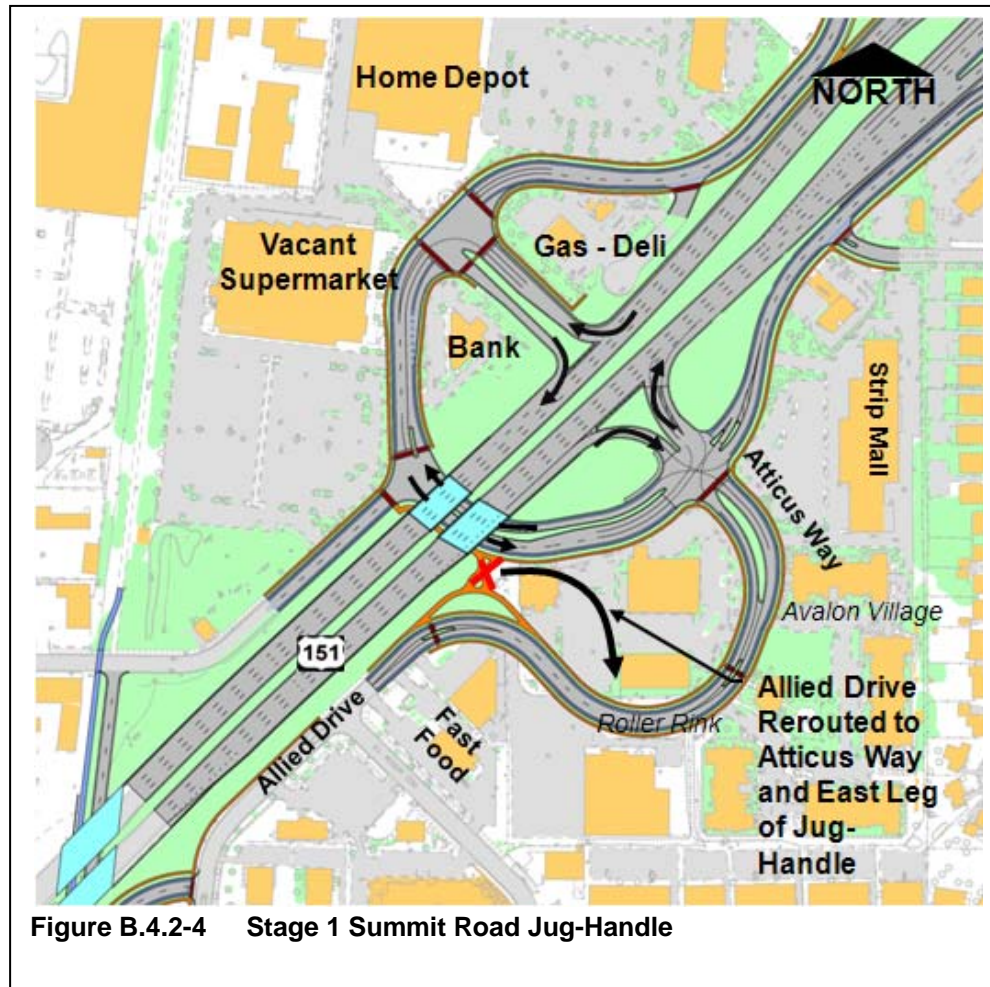 Home Depot
NORTH
Vacant
Supermarket
Gas - Deli
Bank
Strip Mall
Atticus Way
Avalon Village
151
Allied Drive
Fast
Food
Roller Rink
Allied Drive
Rerouted to
Atticus Way
and East Leg
of Jug-
Handle
Figure B.4.2-4 Stage 1 Summit Road Jug-Handle